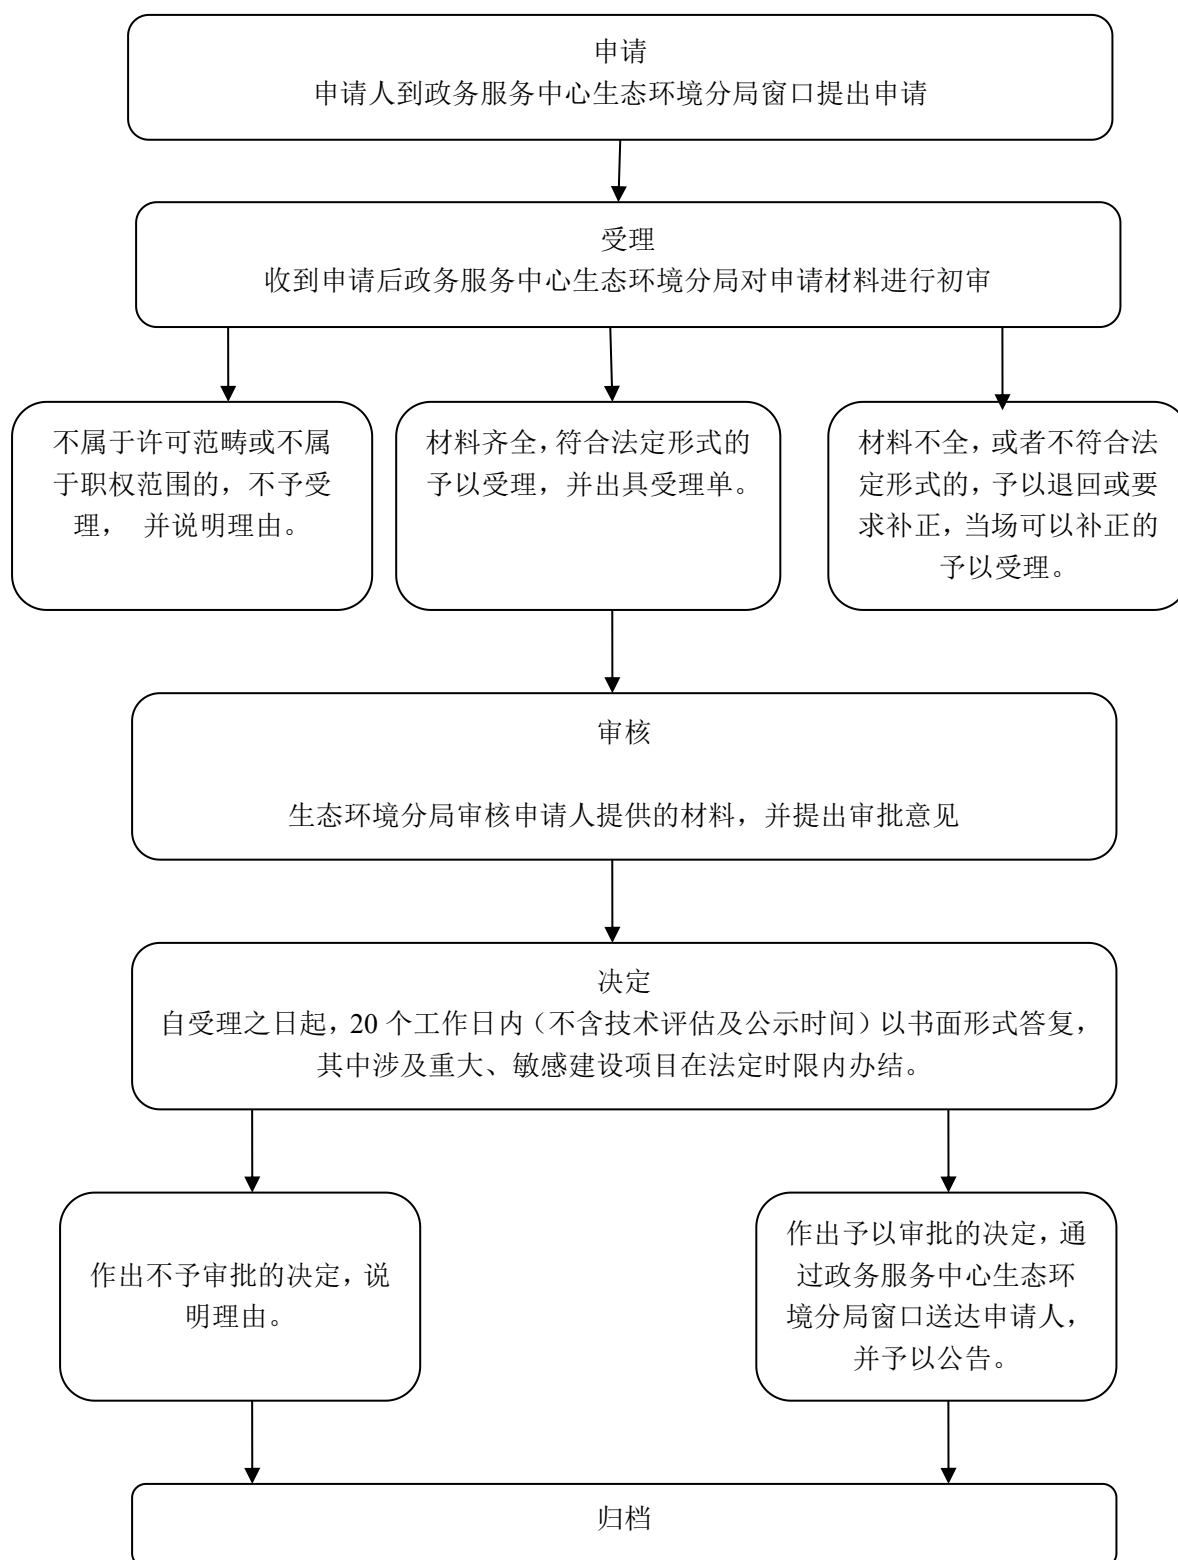 申请
申请人到政务服务中心生态环境分局窗口提出申请
受理
收到申请后政务服务中心生态环境分局对申请材料进行初审
不属于许可范畴或不属
于职权范围的，不予受
理， 并说明理由。
材料齐全，符合法定形式的
予以受理，并出具受理单。
材料不全，或者不符合法
定形式的，予以退回或要
求补正，当场可以补正的
予以受理。
审核
生态环境分局审核申请人提供的材料，并提出审批意见
决定
自受理之日起，20 个工作日内（不含技术评估及公示时间）以书面形式答复，
其中涉及重大、敏感建设项目在法定时限内办结。
作出不予审批的决定，说
明理由。
作出予以审批的决定，通
过政务服务中心生态环
境分局窗口送达申请人，
并予以公告。
归档